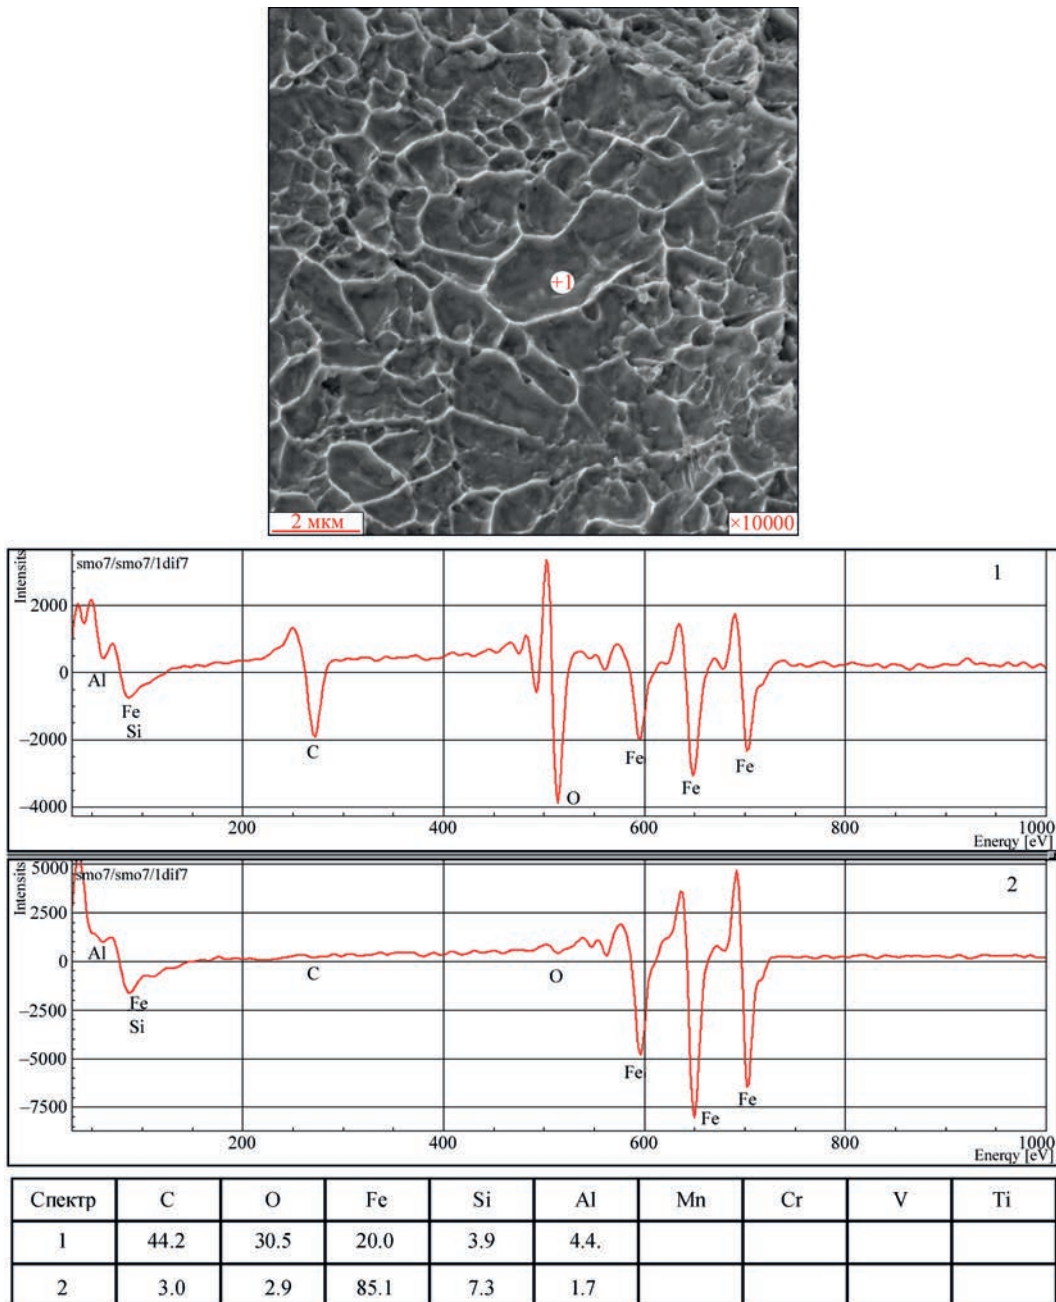 +1
2 мкм
×10000
smo7/smo7/1dif7
1
Intensits
2000
0
−2000
−4000
Al
Fe
Si
C
O
Fe
Fe
Fe
200
400
600
800
1000
Energy [eV]
smo7/smo7/1dif7
2
Intensits
5000
2500
0
−2500
−5000
−7500
Al
Fe
Si
C
O
Fe
Fe
Fe
200
400
600
800
1000
Energy [eV]
Спектр C O Fe Si Al Mn Cr V Ti
1 44.2 30.5 20.0 3.9 4.4.
2 3.0 2.9 85.1 7.3 1.7